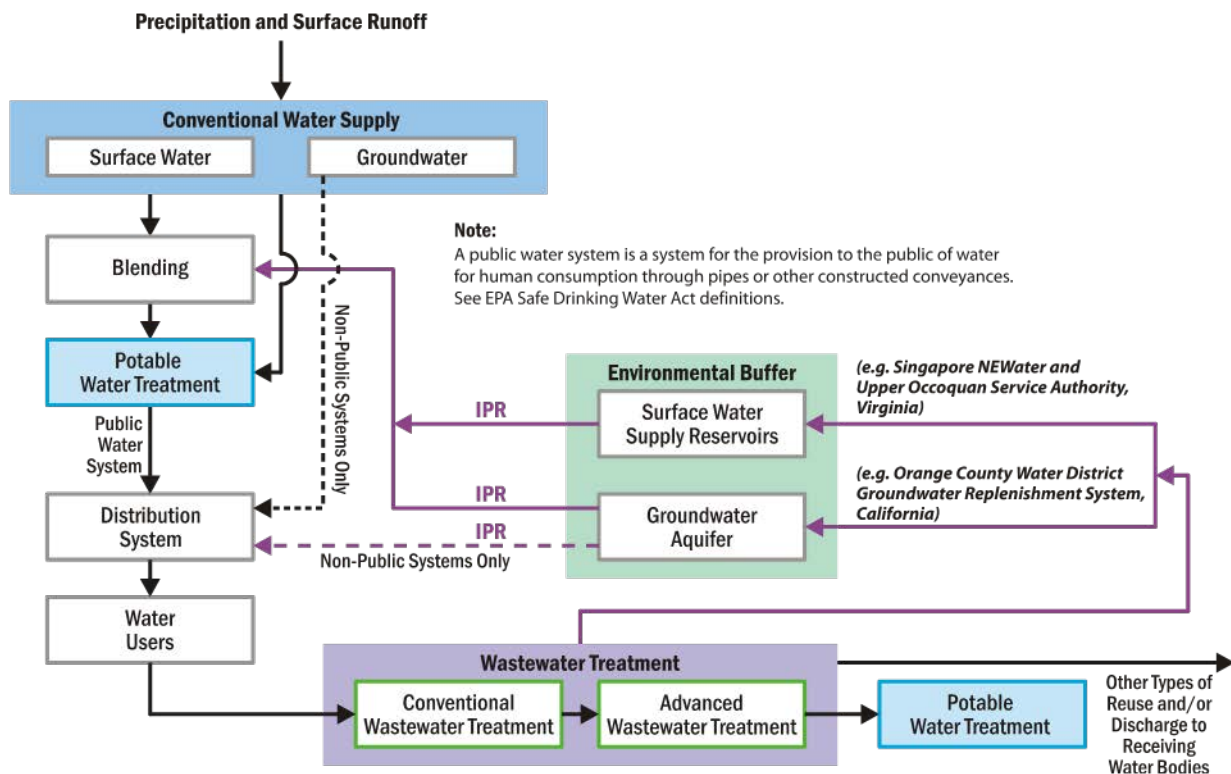 Precipitation and Surface Runoff
Conventional Water Supply
Surface Water
Groundwater
Blending
Note:
A public water system is a system for the provision to the public of water
for human consumption through pipes or other constructed conveyances.
See EPA Safe Drinking Water Act definitions.
Non-Public Systems Only
Potable
Water Treatment
Public
Water
System
Environmental Buffer
(e.g. Singapore NEWater and
Upper Occoquan Service Authority,
Virginia)
IPR
Surface Water
Supply Reservoirs
(e.g. Orange County Water District
Groundwater Replenishment System,
California)
IPR
Groundwater
Aquifer
Distribution
System
IPR
Non-Public Systems Only
Water
Users
Wastewater Treatment
Conventional
Wastewater Treatment
Advanced
Wastewater Treatment
Potable
Water Treatment
Other Types of
Reuse and/or
Discharge to
Receiving
Water Bodies